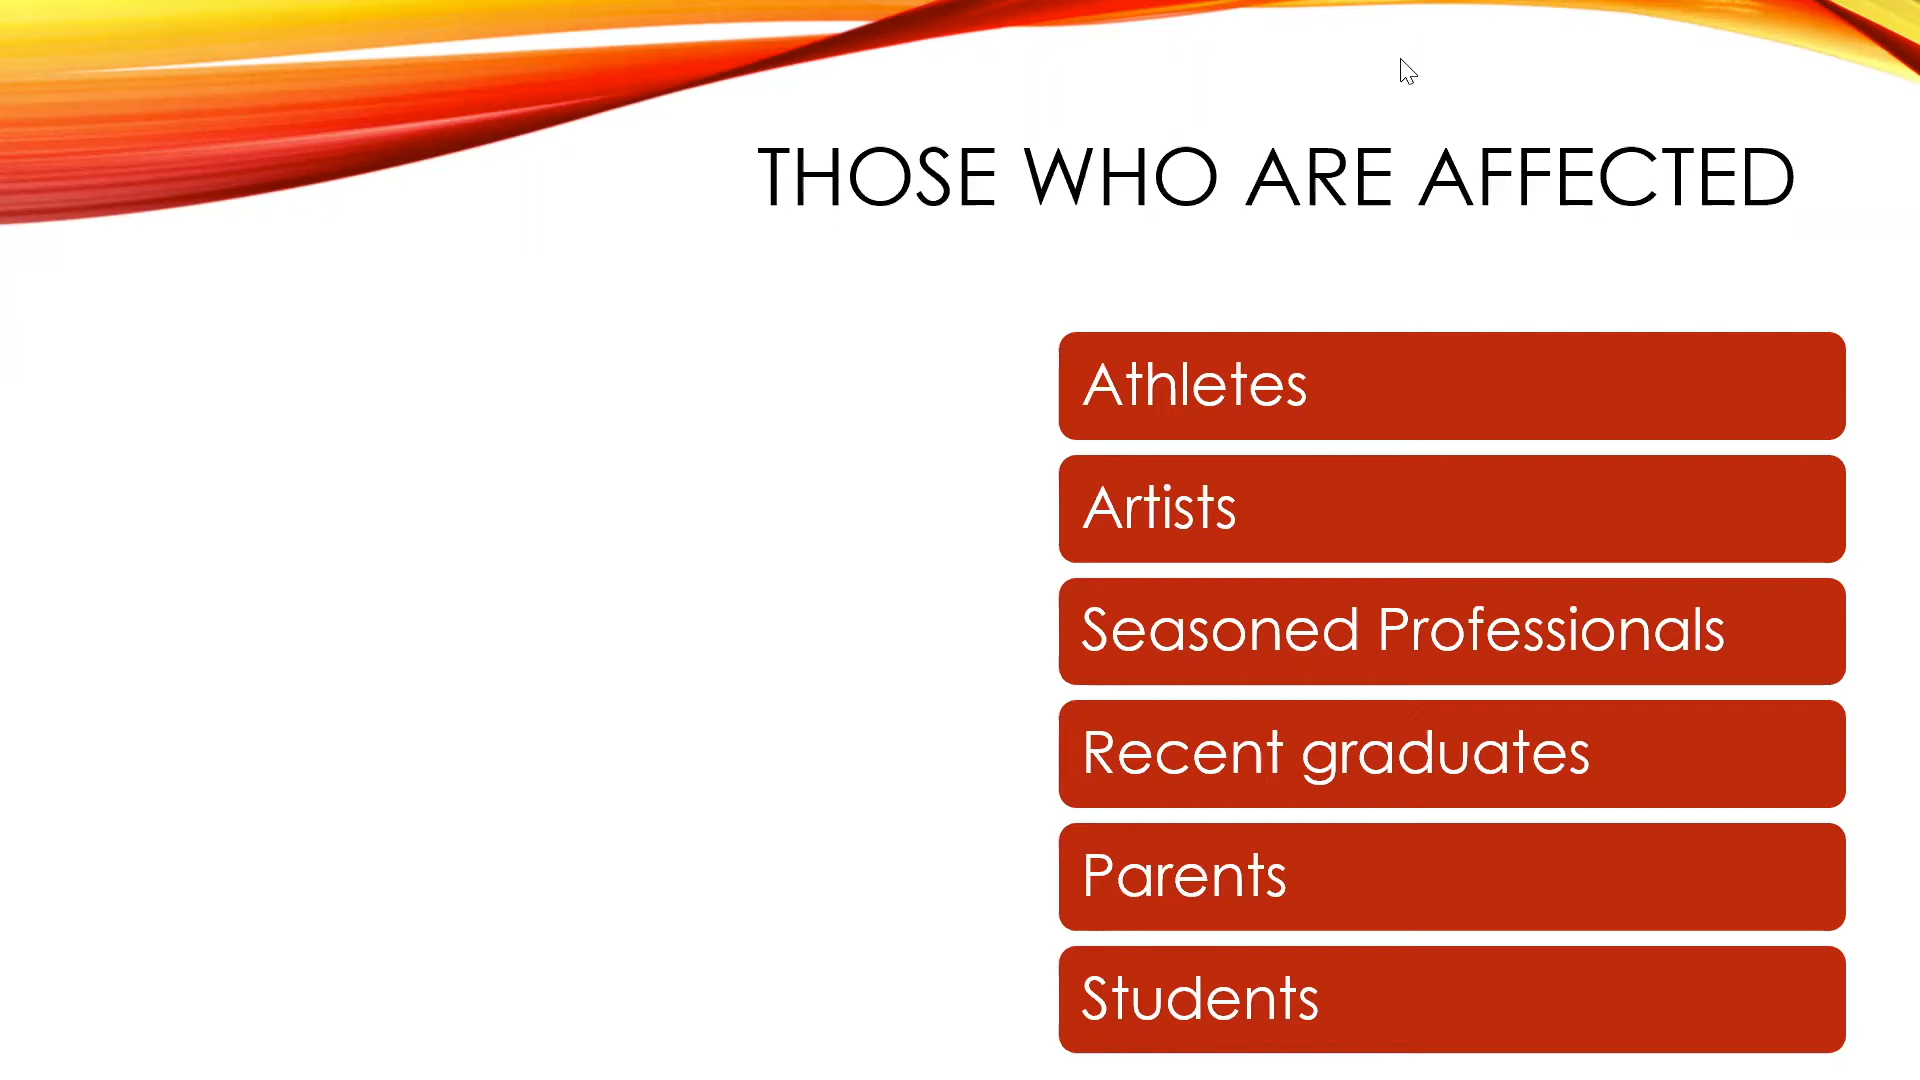 THOSE WHO ARE AFFECTED
Athletes
Artists
Seasoned Professionals
Recent graduates
Parents
Students